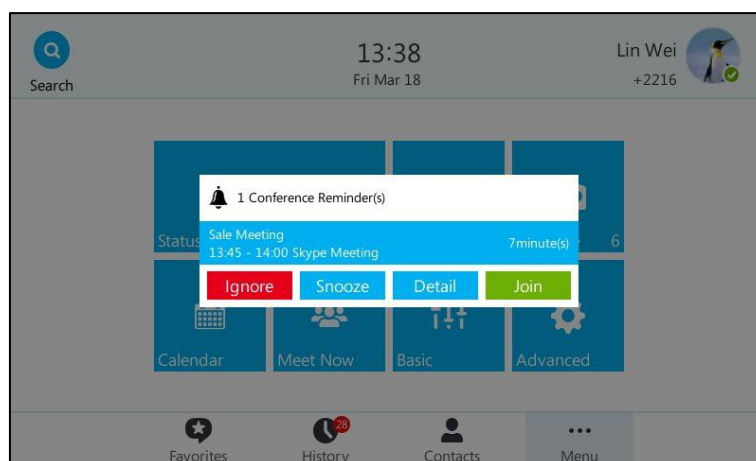 13:38
Lin Wei
Search
Fri Mar 18
+2216
1 Conference Reminder(s)
Status
Sale Meeting
7minute(s)
6
13:45 - 14:00 Skype Meeting
Ignore
Snooze
Detail
Join
Calendar
Meet Now
Basic
Advanced
28
Favorites
History
Contacts
Menu